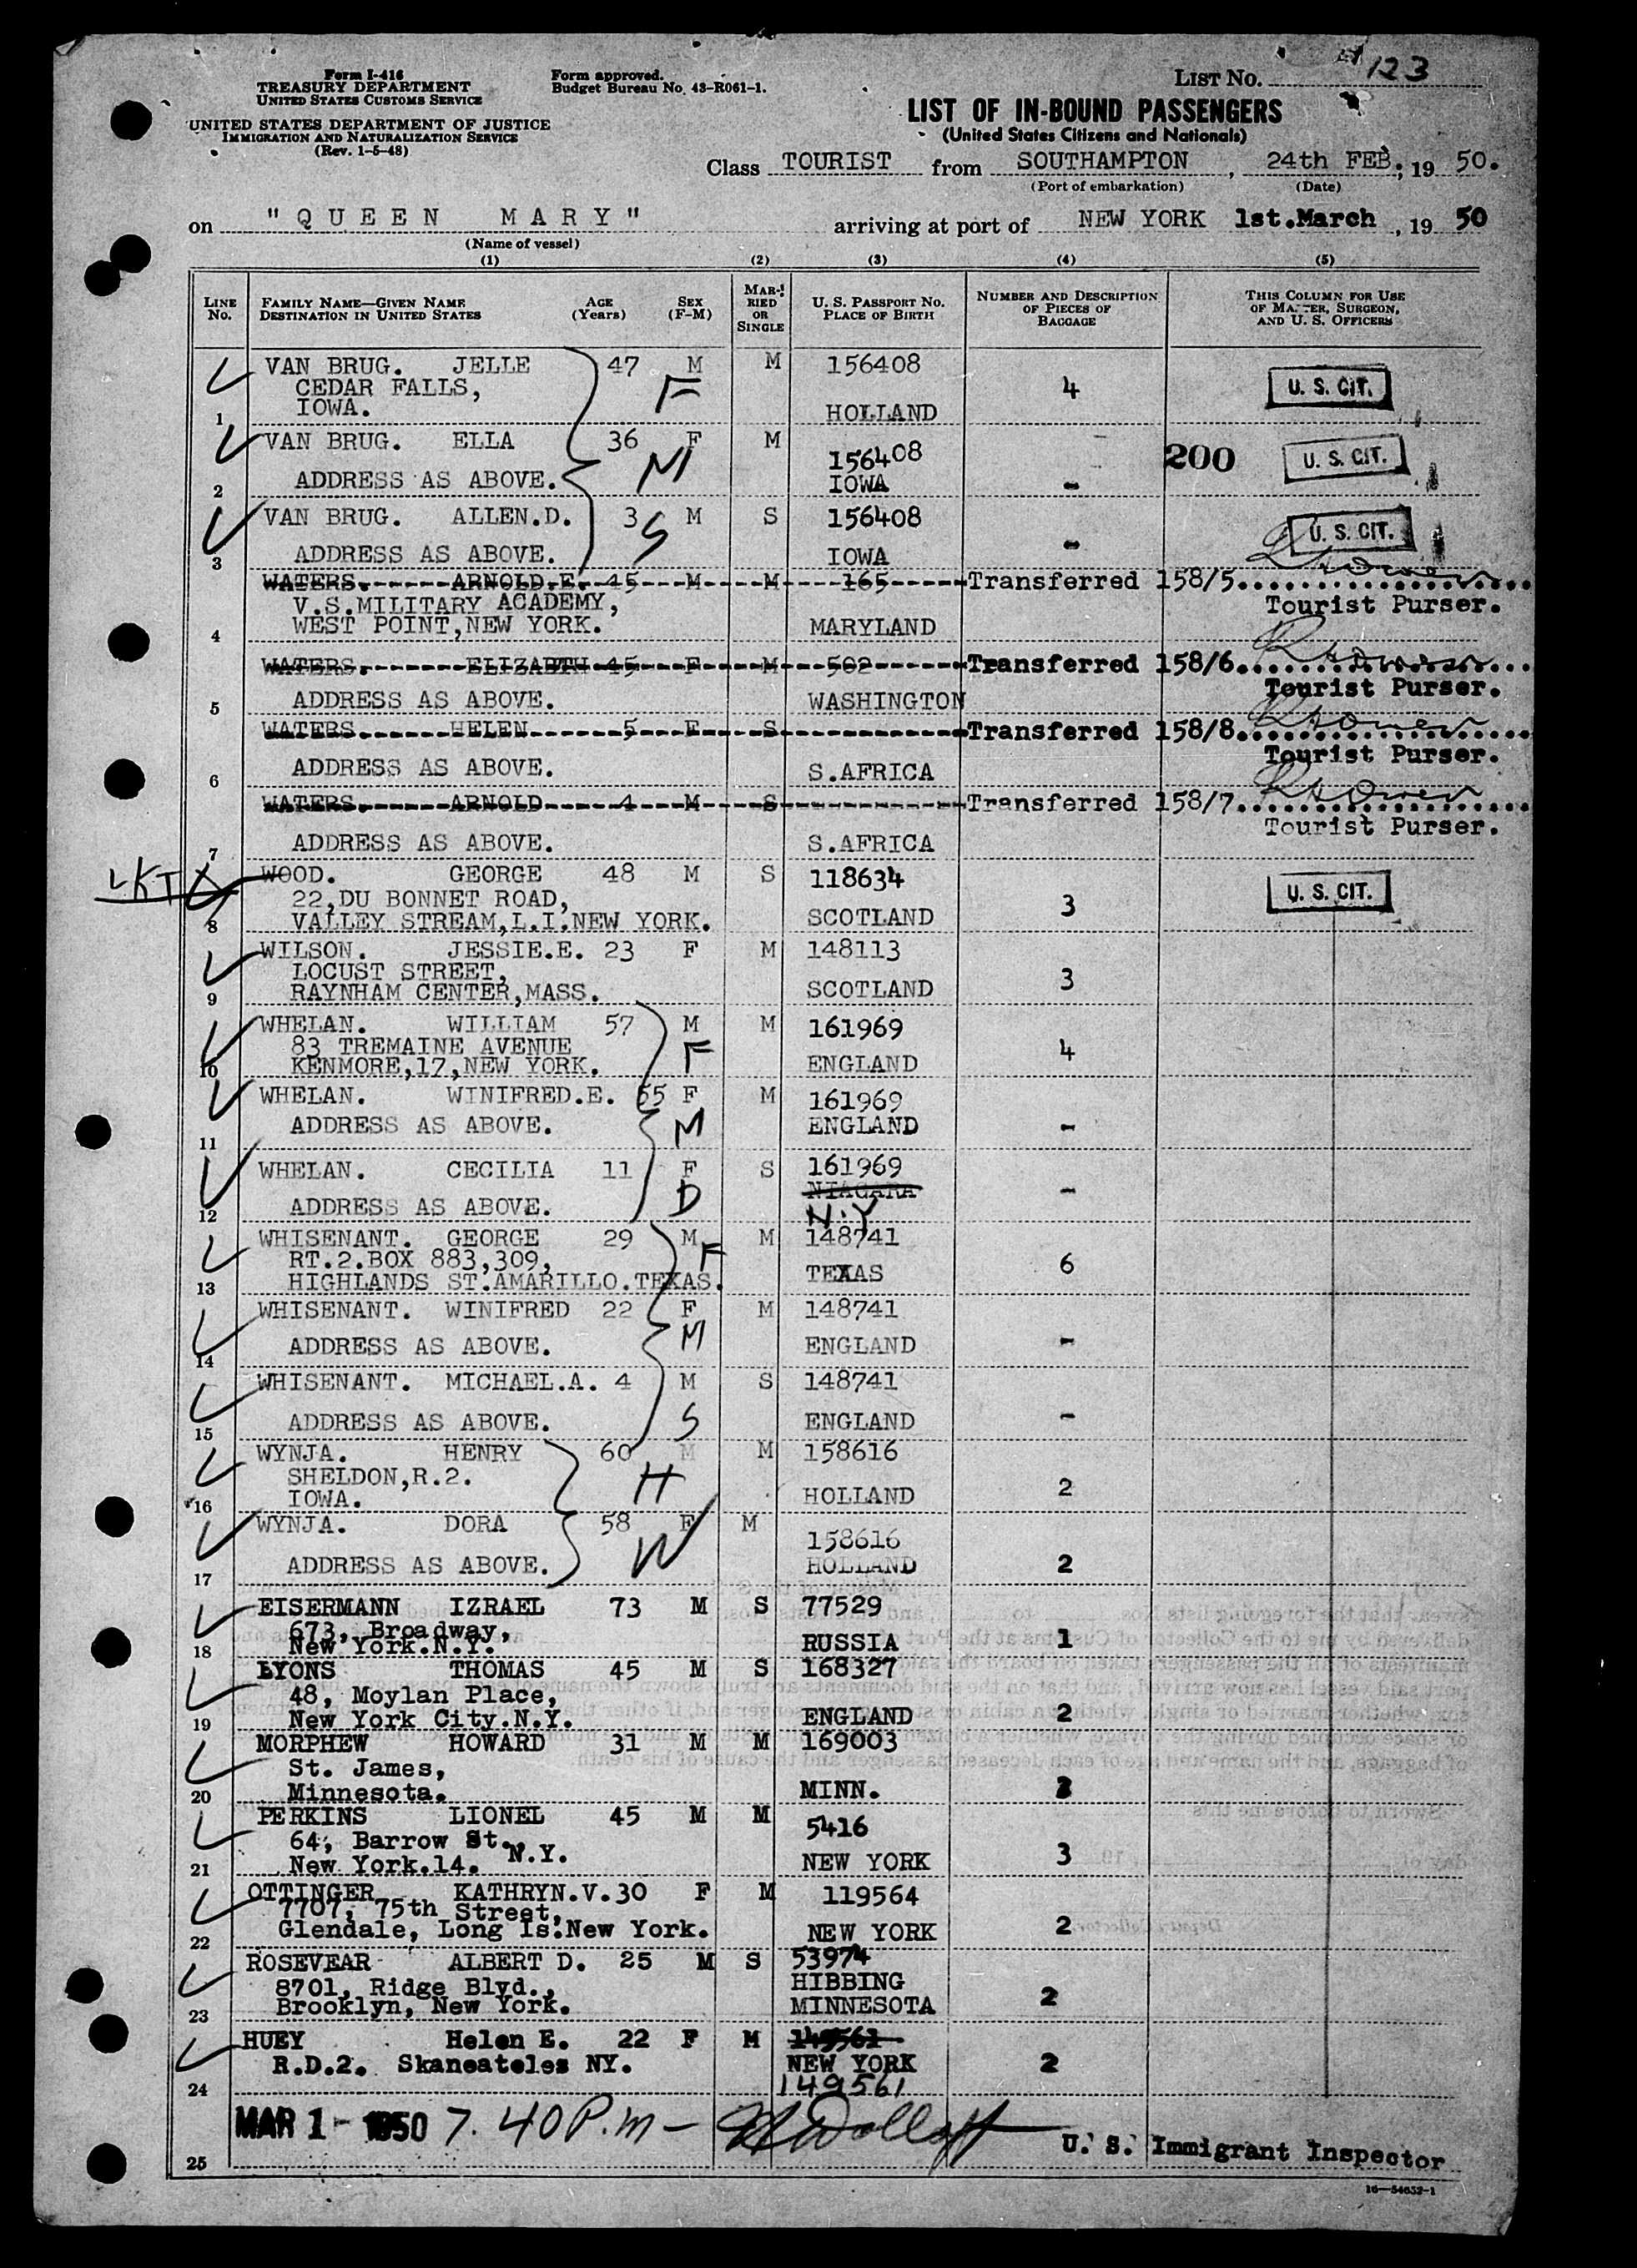 Form I-416
TREASURY DEPARTMENT
UNITED STATES CUSTOMS SERVICE
UNITED STATES DEPARTMENT OF JUSTICE
IMMIGRATION AND NATURALIZATION SERVICE
(Rev. 1-5-48)
Form approved.
Budget Bureau No. 43-R061-1.
LIST No. 123
LIST OF IN-BOUND PASSENGERS
(United States Citizens and Nationals)
Class TOURIST from SOUTHAMPTON, 24th FEB., 19 50.
(Port of embarkation) (Date)
on "QUEEN MARY" arriving at port of NEW YORK 1st.March, 19 50
(Name of vessel)
(1) (2) (3) (4) (5)
LINE No. FAMILY NAME—GIVEN NAME DESTINATION IN UNITED STATES AGE (Years) SEX (F-M) MARRIED OR SINGLE U. S. PASSPORT No. PLACE OF BIRTH NUMBER AND DESCRIPTION OF PIECES OF BAGGAGE THIS COLUMN FOR USE OF MASTER, SURGEON, AND U. S. OFFICERS
VAN BRUG. JELLE 47 M M 156408
CEDAR FALLS, F 4 U. S. CIT.
1 IOWA. HOLLAND
VAN BRUG. ELLA 36 F M 156408 - 200 U. S. CIT.
2 ADDRESS AS ABOVE. M IOWA -
VAN BRUG. ALLEN.D. 3 S M S 156408 U. S. CIT.
3 ADDRESS AS ABOVE. IOWA -
WATERS. ARNOLD.E. 45 M M 165 Transferred 158/5
V.S.MILITARY ACADEMY, Tourist Purser.
4 WEST POINT,NEW YORK. MARYLAND
WATERS. ELIZABTH 45 F M 502 Transferred 158/6
Tourist Purser.
5 ADDRESS AS ABOVE. WASHINGTON
WATERS. HELEN 5 F S Transferred 158/8
Tourist Purser.
6 ADDRESS AS ABOVE. S.AFRICA
WATERS. ARNOLD 4 M S Transferred 158/7
Tourist Purser.
7 ADDRESS AS ABOVE. S.AFRICA
WOOD. GEORGE 48 M S 118634 U. S. CIT.
22,DU BONNET ROAD, 3
8 VALLEY STREAM,L.I.NEW YORK. SCOTLAND
WILSON. JESSIE.E. 23 F M 148113
LOCUST STREET, 3
9 RAYNHAM CENTER,MASS. SCOTLAND
WHELAN. WILLIAM 57 M M 161969
83 TREMAINE AVENUE F 4
10 KENMORE,17,NEW YORK. ENGLAND
WHELAN. WINIFRED.E. 55 F M 161969
11 ADDRESS AS ABOVE. M ENGLAND -
WHELAN. CECILIA 11 F S 161969
NIAGARA -
12 ADDRESS AS ABOVE. D N.Y
WHISENANT. GEORGE 29 M F M 148741
RT.2.BOX 883,309, 6
13 HIGHLANDS ST.AMARILLO.TEXAS. TEXAS
WHISENANT. WINIFRED 22 F M 148741
14 ADDRESS AS ABOVE. M ENGLAND -
WHISENANT. MICHAEL.A. 4 M S 148741
15 ADDRESS AS ABOVE. S ENGLAND -
WYNJA. HENRY 60 M M 158616
SHELDON,R.2. H 2
16 IOWA. HOLLAND
WYNJA. DORA 58 F M 158616
17 ADDRESS AS ABOVE. W HOLLAND 2
EISERMANN IZRAEL 73 M S 77529
673, Broadway,
18 New York.N.Y. RUSSIA 1
LYONS THOMAS 45 M S 168327
48, Moylan Place,
19 New York City.N.Y. ENGLAND 2
MORPHEW HOWARD 31 M M 169003
St. James,
20 Minnesota. MINN.
PERKINS LIONEL 45 M M 5416
64, Barrow St.,
21 New York.14. N.Y. NEW YORK 3
OTTINGER KATHRYN.V. 30 F M 119564
7707, 75th Street,
22 Glendale, Long Is.New York. NEW YORK 2
ROSEVEAR ALBERT D. 25 M S 53974
8701, Ridge Blvd., HIBBING
23 Brooklyn, New York. MINNESOTA 2
HUEY Helen E. 22 F M 149561
R.D.2. Skaneateles NY. NEW YORK 2
24 149561
MAR 1 - 1950 7.40 P.m -
25 U. S. Immigrant Inspector
16—54652-1